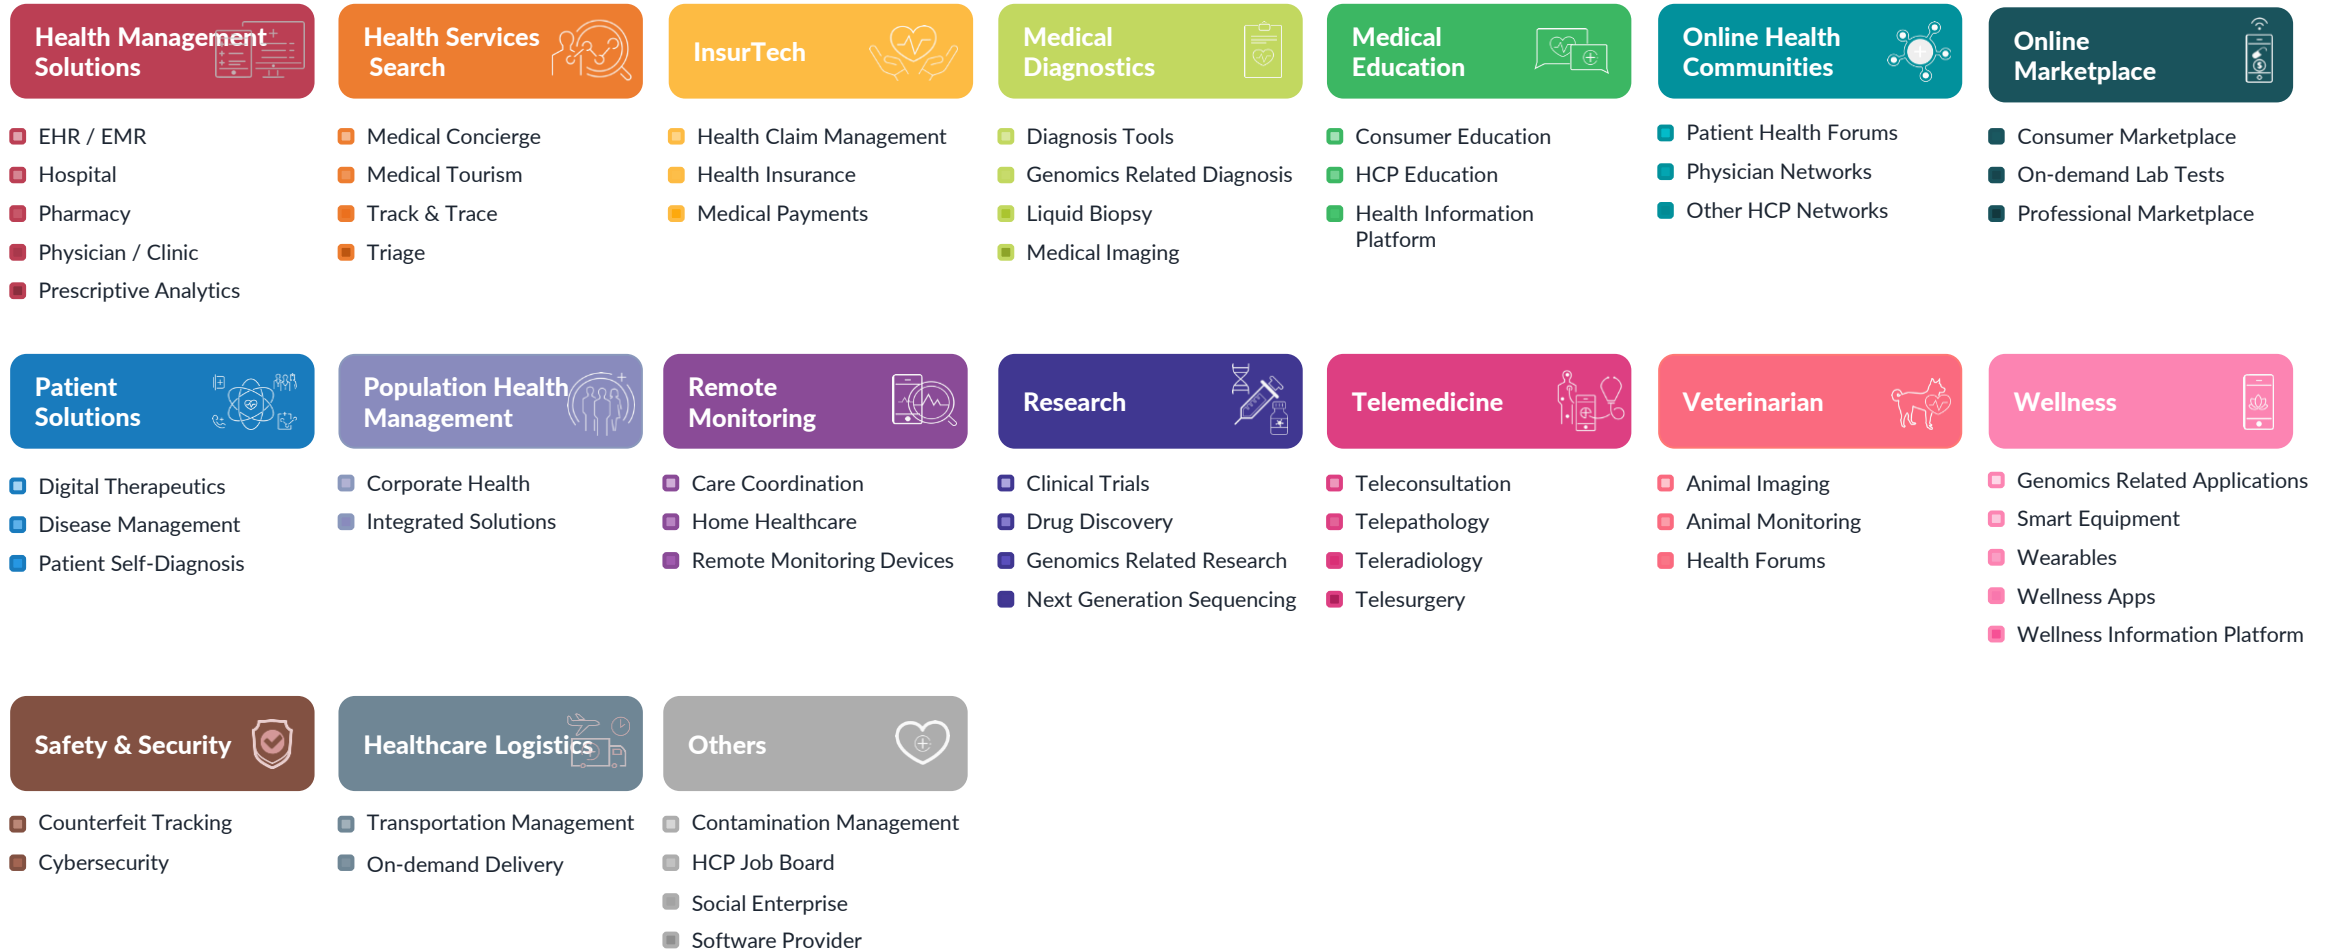 Health Management
Solutions
EHR / EMR
Hospital
Pharmacy
Physician / Clinic
Prescriptive Analytics
Health Services
Search
Medical Concierge
Medical Tourism
Track & Trace
Triage
InsurTech
Health Claim Management
Health Insurance
Medical Payments
Medical
Diagnostics
Diagnosis Tools
Genomics Related Diagnosis
Liquid Biopsy
Medical Imaging
Medical
Education
Consumer Education
HCP Education
Health Information
Platform
Online Health
Communities
Patient Health Forums
Physician Networks
Other HCP Networks
Online
Marketplace
Consumer Marketplace
On-demand Lab Tests
Professional Marketplace
Patient
Solutions
Digital Therapeutics
Disease Management
Patient Self-Diagnosis
Population Health
Management
Corporate Health
Integrated Solutions
Remote
Monitoring
Care Coordination
Home Healthcare
Remote Monitoring Devices
Research
Clinical Trials
Drug Discovery
Genomics Related Research
Next Generation Sequencing
Telemedicine
Teleconsultation
Telepathology
Teleradiology
Telesurgery
Veterinarian
Animal Imaging
Animal Monitoring
Health Forums
Wellness
Genomics Related Applications
Smart Equipment
Wearables
Wellness Apps
Wellness Information Platform
Safety & Security
Counterfeit Tracking
Cybersecurity
Healthcare Logistics
Transportation Management
On-demand Delivery
Others
Contamination Management
HCP Job Board
Social Enterprise
Software Provider